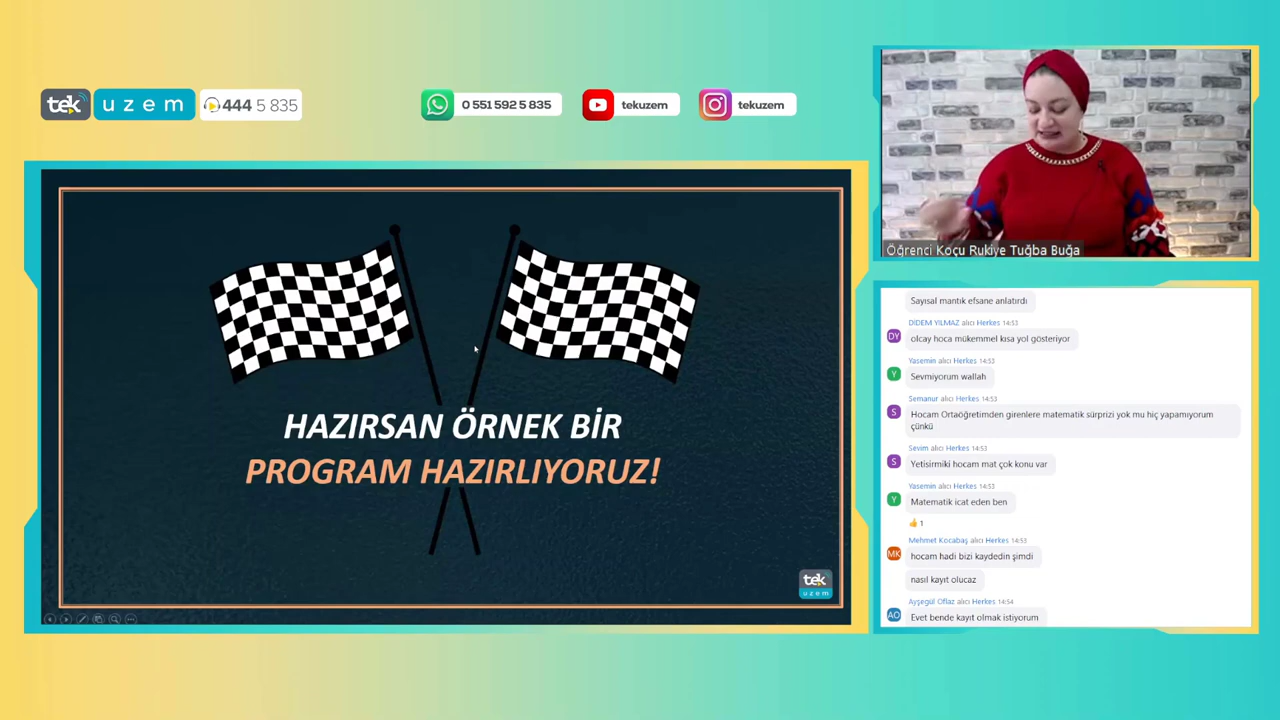 tek uzem 444 5 835
0 551 592 5 835
tekuzem
tekuzem
Öğrenci Koçu Rukiye Tuğba Buğa
HAZIRSAN ÖRNEK BİR
PROGRAM HAZIRLIYORUZ!
tek
uzem
Sayısal mantık efsane anlatırdı
DİDEM YILMAZ alıcı Herkes 14:53
DY
olcay hoca mükemmel kısa yol gösteriyor
Yasemin alıcı Herkes 14:53
Y
Sevmiyorum wallah
Semanur alıcı Herkes 14:53
S
Hocam Ortaöğretimden girenlere matematik sürprizi yok mu hiç yapamıyorum
çünkü
Sevim alıcı Herkes 14:53
S
Yetisirmiki hocam mat çok konu var
Yasemin alıcı Herkes 14:53
Y
Matematik icat eden ben
1
Mehmet Kocabaş alıcı Herkes 14:53
MK
hocam hadi bizi kaydedin şimdi
nasıl kayıt olucaz
Ayşegül Oflaz alıcı Herkes 14:54
AO
Evet bende kayıt olmak istiyorum